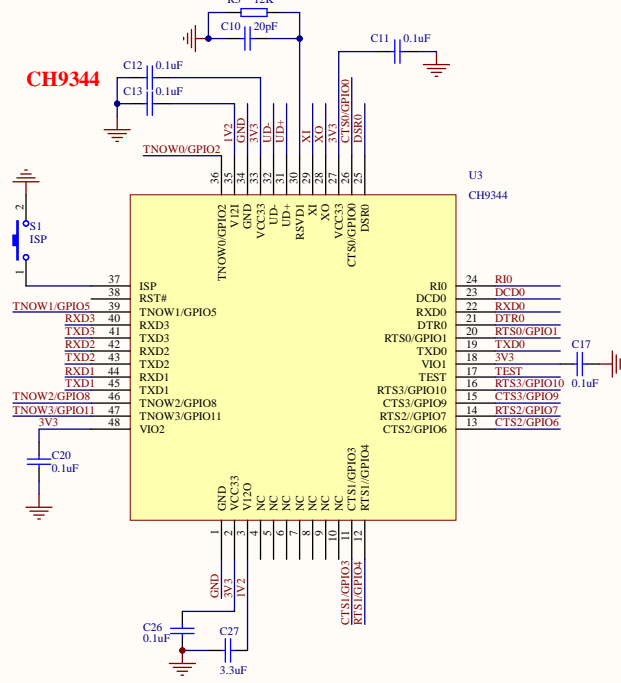 R3 12K
C10 20pF
C11 0.1uF
C12 0.1uF
CH9344
C13 0.1uF
1V2
GND
3V3
UD-
UD+
XI
XO
3V3
CTS0/GPIO0
DSR0
TNOW0/GPIO2
36
35
34
33
32
31
30
29
28
27
26
25
U3
CH9344
TNOW0/GPIO2
V12I
GND
VCC33
UD-
UD+
RSVD1
XI
XO
VCC33
CTS0/GPIO0
DSR0
2
S1
ISP
1
37 ISP
38 RST#
TNOW1/GPIO5 39 TNOW1/GPIO5
RXD3 40 RXD3
TXD3 41 TXD3
RXD2 42 RXD2
TXD2 43 TXD2
RXD1 44 RXD1
TXD1 45 TXD1
TNOW2/GPIO8 46 TNOW2/GPIO8
TNOW3/GPIO11 47 TNOW3/GPIO11
3V3 48 VIO2
RI0 24 RI0
DCD0 23 DCD0
RXD0 22 RXD0
DTR0 21 DTR0
RTS0/GPIO1 20 RTS0/GPIO1
TXD0 19 TXD0
VIO1 18 3V3
TEST 17 TEST
RTS3/GPIO10 16 RTS3/GPIO10
CTS3/GPIO9 15 CTS3/GPIO9
RTS2//GPIO7 14 RTS2/GPIO7
CTS2/GPIO6 13 CTS2/GPIO6
C17
0.1uF
C20
0.1uF
GND
VCC33
V12O
NC
NC
NC
NC
NC
NC
NC
CTS1/GPIO3
RTS1//GPIO4
1
2
3
4
5
6
7
8
9
10
11
12
GND
3V3
1V2
CTS1/GPIO3
RTS1/GPIO4
C26
0.1uF
C27
3.3uF